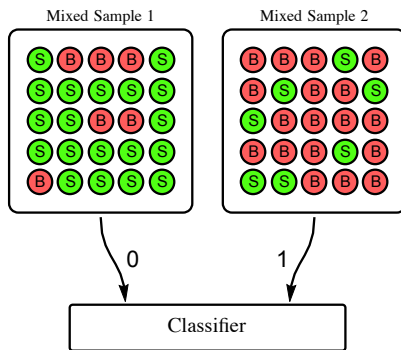 Mixed Sample 1 Mixed Sample 2
S B B B S B B B S B
S S S S S B S B B S
S S B B S S B B B B
S S S S S B B B S B
B S S S S S S B B B
0 1
Classifier